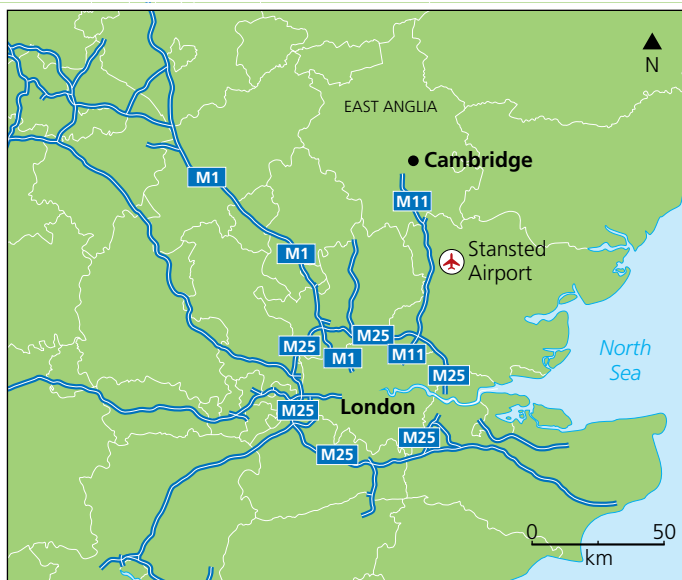 N
EAST ANGLIA
Cambridge
M1
M11
M1
Stansted
Airport
M25
M25
M1
M11
M25
North
Sea
M25
London
M25
M25
0
50
km